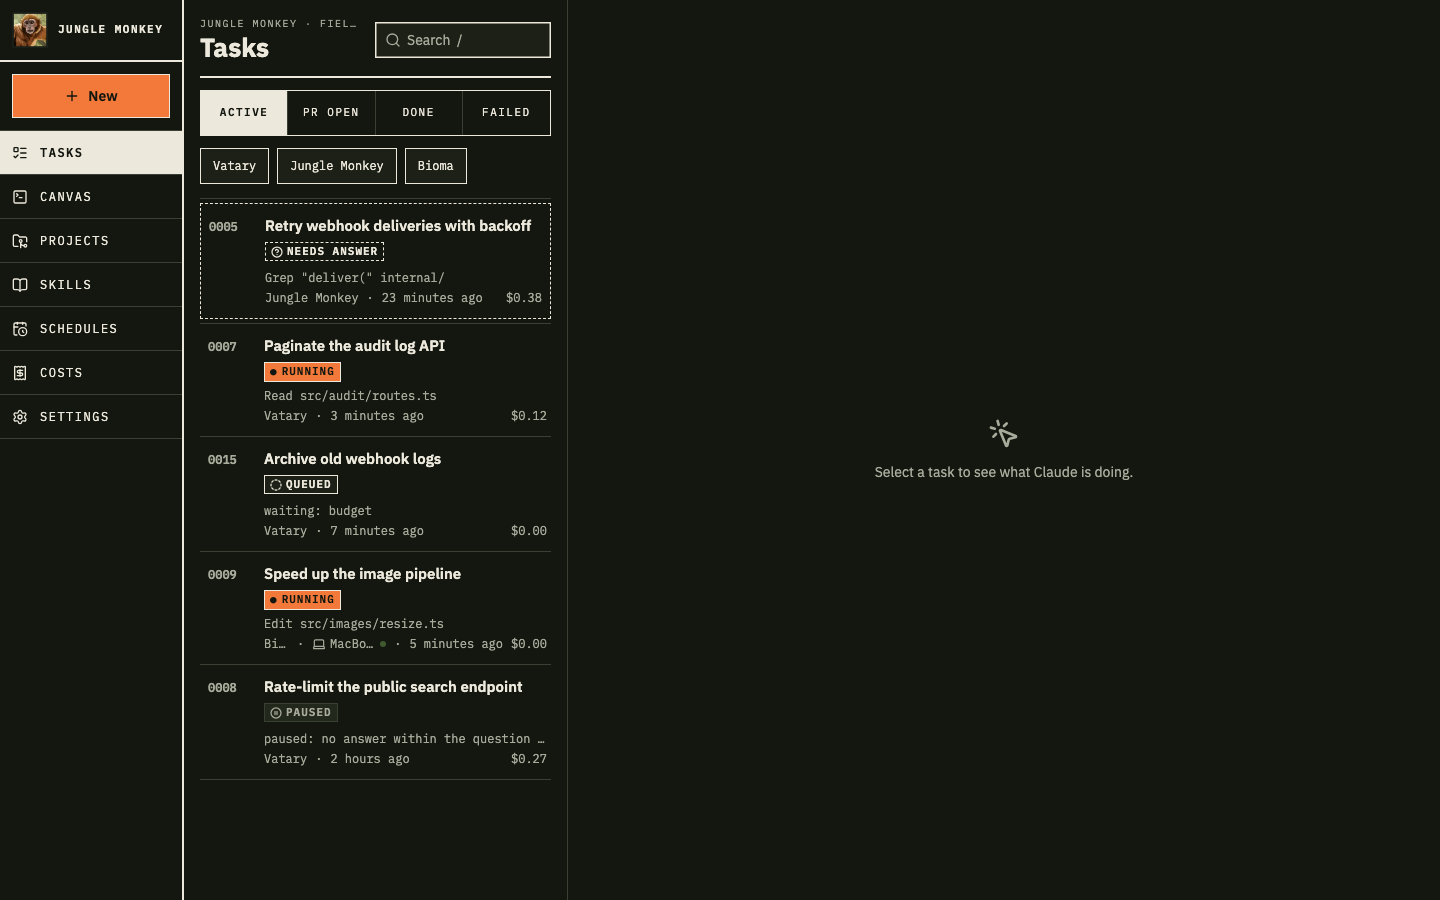 JUNGLE MONKEY
New
TASKS
CANVAS
PROJECTS
SKILLS
SCHEDULES
COSTS
SETTINGS
JUNGLE MONKEY · FIEL…
Tasks
Search /
ACTIVE PR OPEN DONE FAILED
Vatary Jungle Monkey Bioma
0005 Retry webhook deliveries with backoff
NEEDS ANSWER
Grep "deliver(" internal/
Jungle Monkey · 23 minutes ago $0.38
0007 Paginate the audit log API
RUNNING
Read src/audit/routes.ts
Vatary · 3 minutes ago $0.12
0015 Archive old webhook logs
QUEUED
waiting: budget
Vatary · 7 minutes ago $0.00
0009 Speed up the image pipeline
RUNNING
Edit src/images/resize.ts
Bi… · MacBo… · 5 minutes ago $0.00
0008 Rate-limit the public search endpoint
PAUSED
paused: no answer within the question …
Vatary · 2 hours ago $0.27
Select a task to see what Claude is doing.